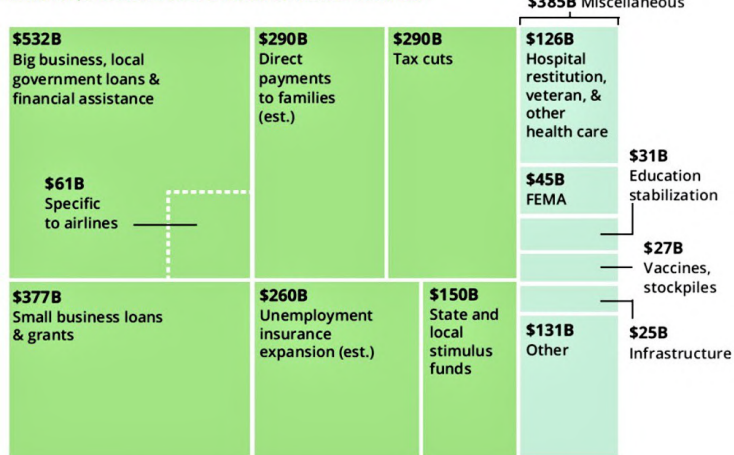 $385B Miscellaneous
$532B
Big business, local
government loans &
financial assistance
$290B
Direct
payments
to families
(est.)
$290B
Tax cuts
$126B
Hospital
restitution,
veteran, &
other
health care
$61B
Specific
to airlines
$45B
FEMA
$31B
Education
stabilization
$27B
Vaccines,
stockpiles
$377B
Small business loans
& grants
$260B
Unemployment
insurance
expansion (est.)
$150B
State and
local
stimulus
funds
$131B
Other
$25B
Infrastructure